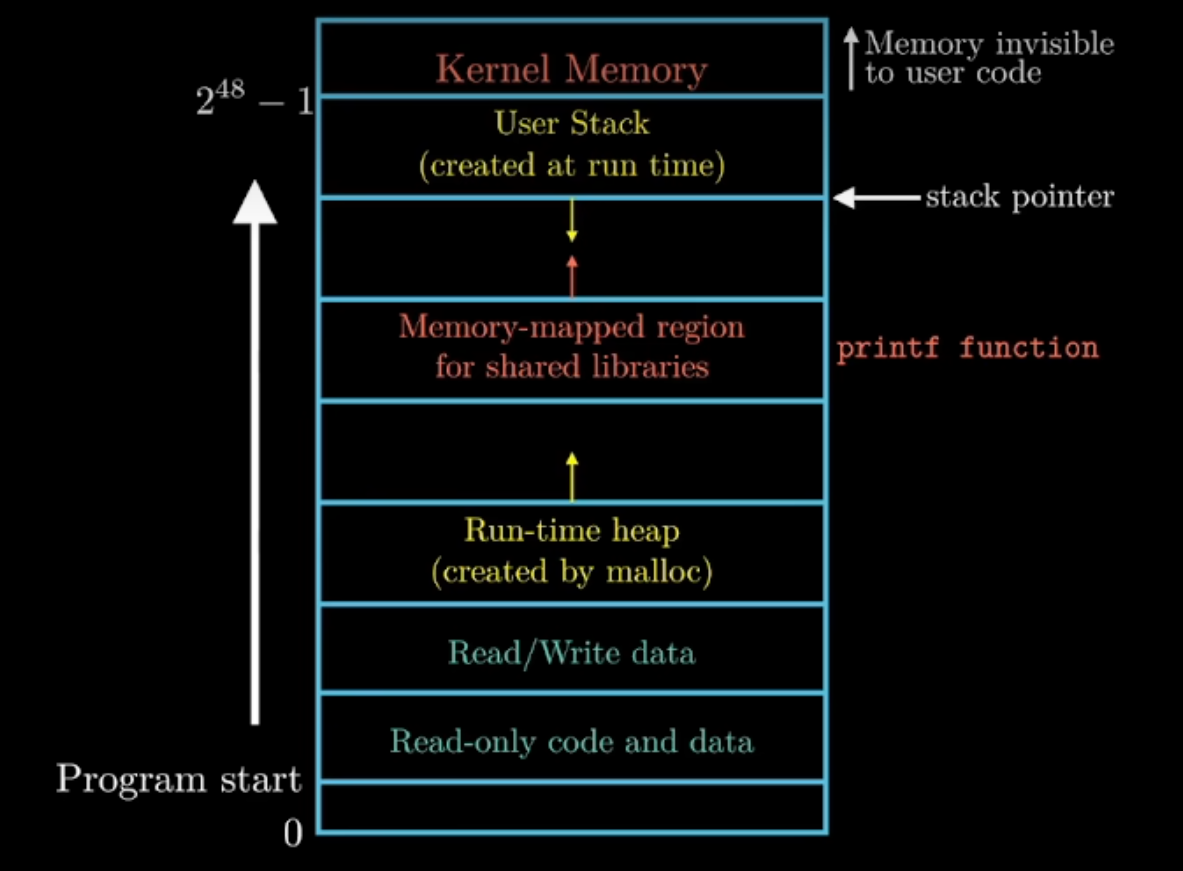 Kernel Memory
Memory invisible
to user code
2^48 − 1
User Stack
(created at run time)
stack pointer
Memory-mapped region
for shared libraries
printf function
Run-time heap
(created by malloc)
Read/Write data
Read-only code and data
Program start
0